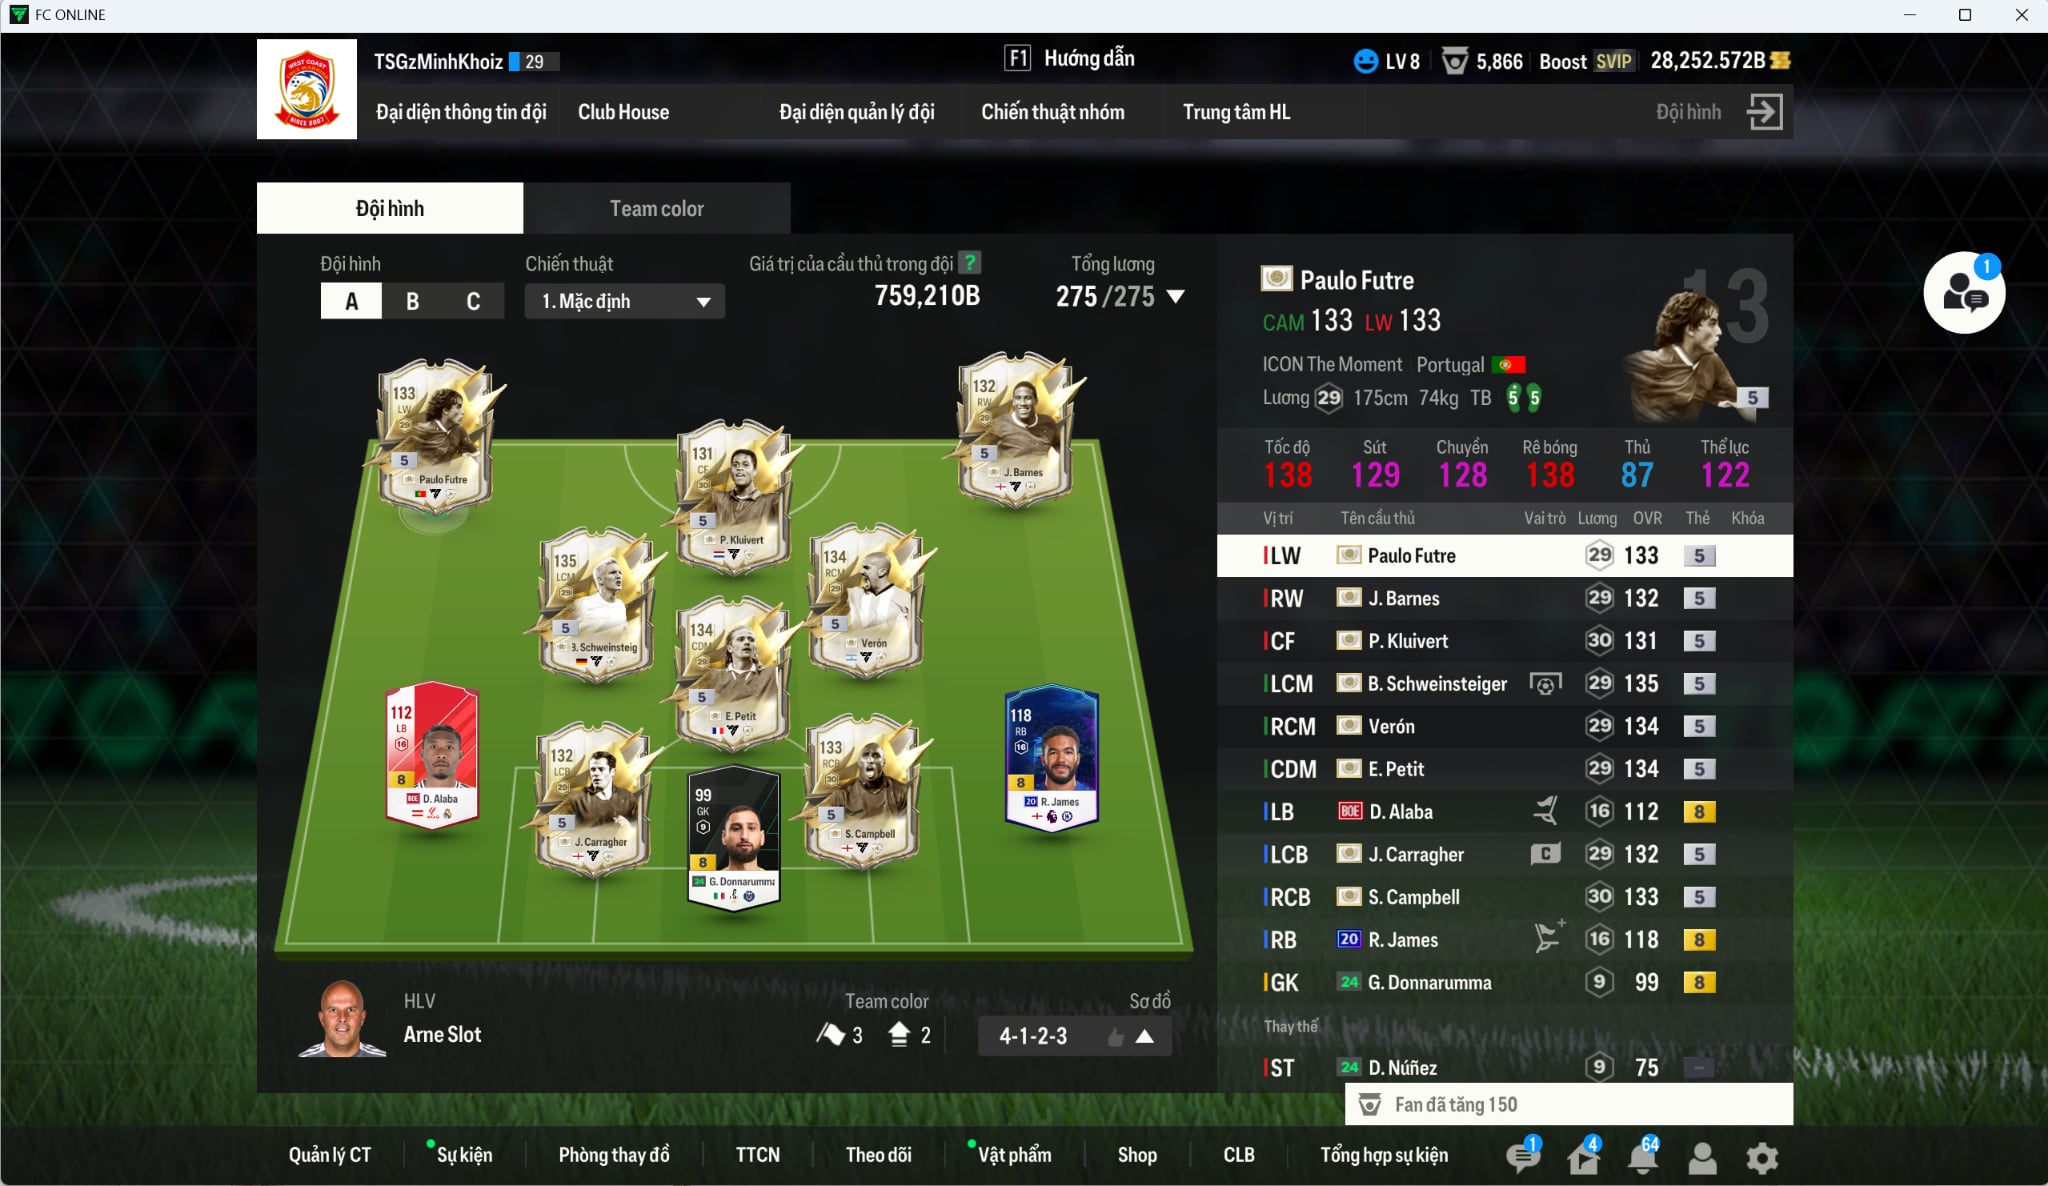 FC ONLINE
WEST COAST
SINCE 2007
TSGzMinhKhoiz 29
F1 Hướng dẫn
LV 8 5,866 Boost SVIP 28,252.572B
Đại diện thông tin đội Club House Đại diện quản lý đội Chiến thuật nhóm Trung tâm HL Đội hình
Đội hình Team color
Đội hình Chiến thuật Giá trị của cầu thủ trong đội ? Tổng lương
A B C 1. Mặc định 759,210B 275 /275
133 LW 29 5 Paulo Futre
132 RW 29 5 J. Barnes
131 CF 30 5 P. Kluivert
135 LCM 29 5 B. Schweinsteig
134 RCM 29 5 Verón
134 CDM 29 5 E. Petit
112 LB 16 8 BOE D. Alaba
118 RB 16 8 20 R. James
132 LCB 29 5 J. Carragher
133 RCB 30 5 S. Campbell
99 GK 9 8 24 G. Donnarumma
HLV
Arne Slot
Team color
3 2
Sơ đồ
4-1-2-3
13
Paulo Futre
CAM 133 LW 133
ICON The Moment Portugal
Lương 29 175cm 74kg TB 5 5
5
Tốc độ Sút Chuyền Rê bóng Thủ Thể lực
138 129 128 138 87 122
Vị trí Tên cầu thủ Vai trò Lương OVR Thẻ Khóa
LW Paulo Futre 29 133 5
RW J. Barnes 29 132 5
CF P. Kluivert 30 131 5
LCM B. Schweinsteiger 29 135 5
RCM Verón 29 134 5
CDM E. Petit 29 134 5
LB BOE D. Alaba 16 112 8
LCB J. Carragher C 29 132 5
RCB S. Campbell 30 133 5
RB 20 R. James 16 118 8
GK 24 G. Donnarumma 9 99 8
Thay thế
ST 24 D. Núñez 9 75 -
Fan đã tăng 150
1
Quản lý CT Sự kiện Phòng thay đồ TTCN Theo dõi Vật phẩm Shop CLB Tổng hợp sự kiện 1 4 64